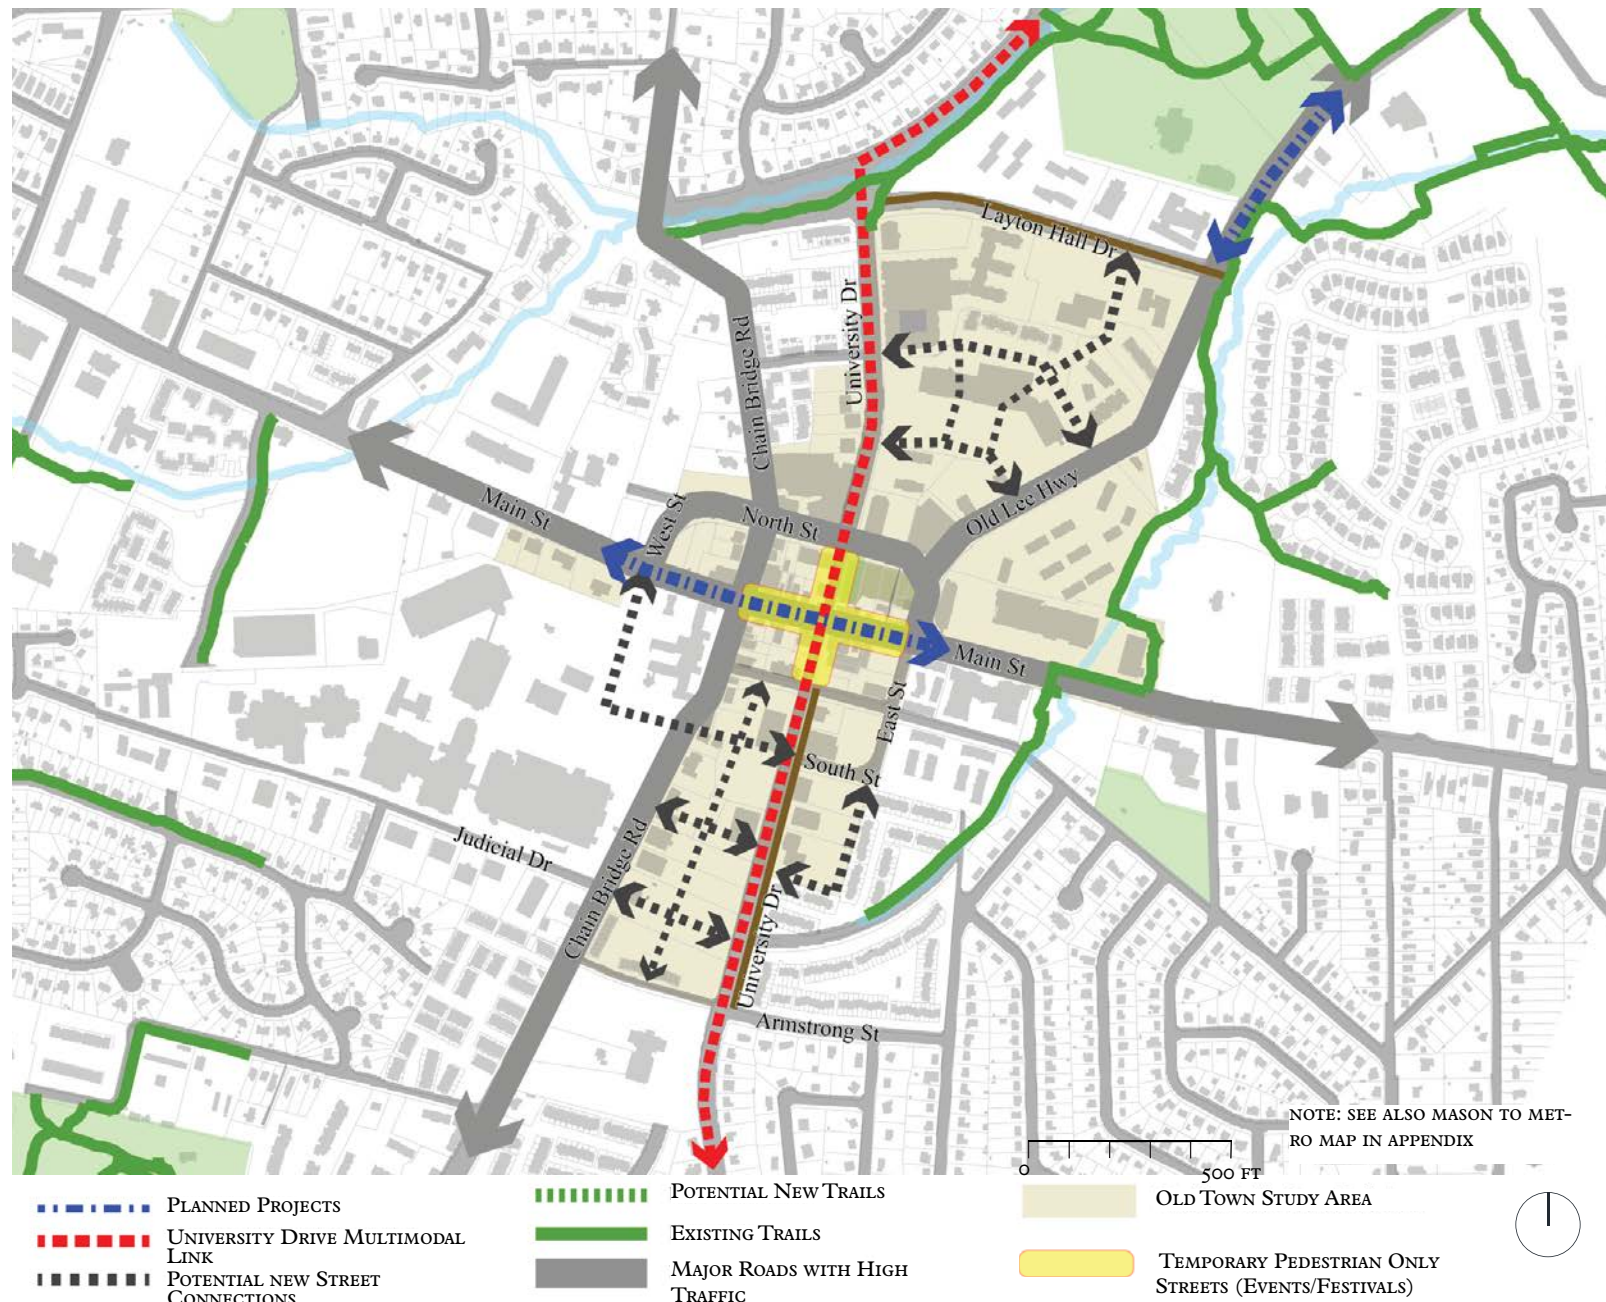 Layton Hall Dr
University Dr
Chain Bridge Rd
Main St
West St
North St
Old Lee Hwy
Main St
East St
South St
Judicial Dr
Chain Bridge Rd
University Dr
Armstrong St
NOTE: SEE ALSO MASON TO MET-
RO MAP IN APPENDIX
0
500 FT
PLANNED PROJECTS
UNIVERSITY DRIVE MULTIMODAL
LINK
POTENTIAL NEW STREET
CONNECTIONS
POTENTIAL NEW TRAILS
EXISTING TRAILS
MAJOR ROADS WITH HIGH
TRAFFIC
OLD TOWN STUDY AREA
TEMPORARY PEDESTRIAN ONLY
STREETS (EVENTS/FESTIVALS)